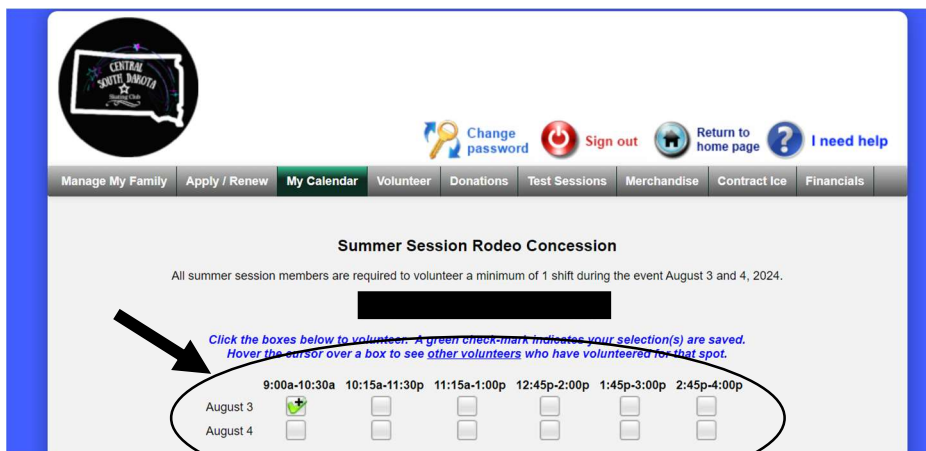 CENTRAL
SOUTH DAKOTA
Skating Club
Change password
Sign out
Return to home page
I need help
Manage My Family Apply / Renew My Calendar Volunteer Donations Test Sessions Merchandise Contract Ice Financials
Summer Session Rodeo Concession
All summer session members are required to volunteer a minimum of 1 shift during the event August 3 and 4, 2024.
Click the boxes below to volunteer. A green check-mark indicates your selection(s) are saved.
Hover the cursor over a box to see other volunteers who have volunteered for that spot.
9:00a-10:30a 10:15a-11:30p 11:15a-1:00p 12:45p-2:00p 1:45p-3:00p 2:45p-4:00p
August 3
August 4